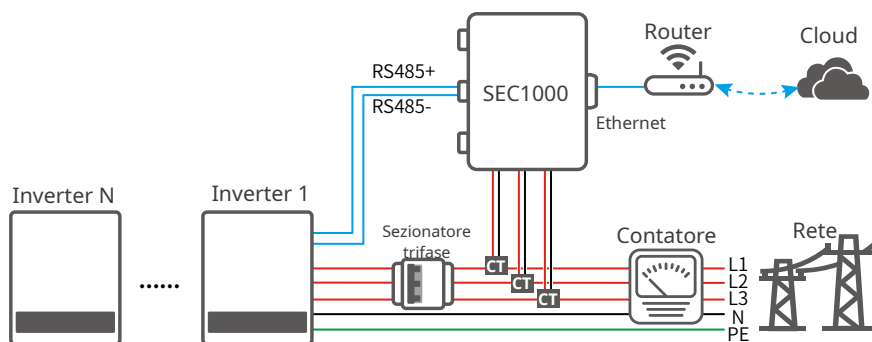 Router
Cloud
RS485+
SEC1000
RS485-
Ethernet
Inverter N
Inverter 1
Sezionatore
trifase
Contatore
Rete
......
CT
CT
CT
L1
L2
L3
N
PE